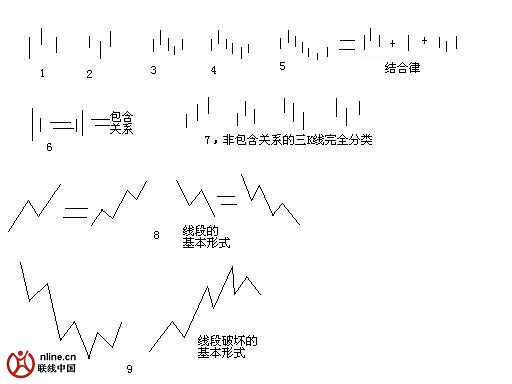 1
2
3
4
5
+
+
结合律
6
包含
关系
7，非包含关系的三K线完全分类
8
线段的
基本形式
9
线段破坏的
基本形式
nline.cn
联线中国